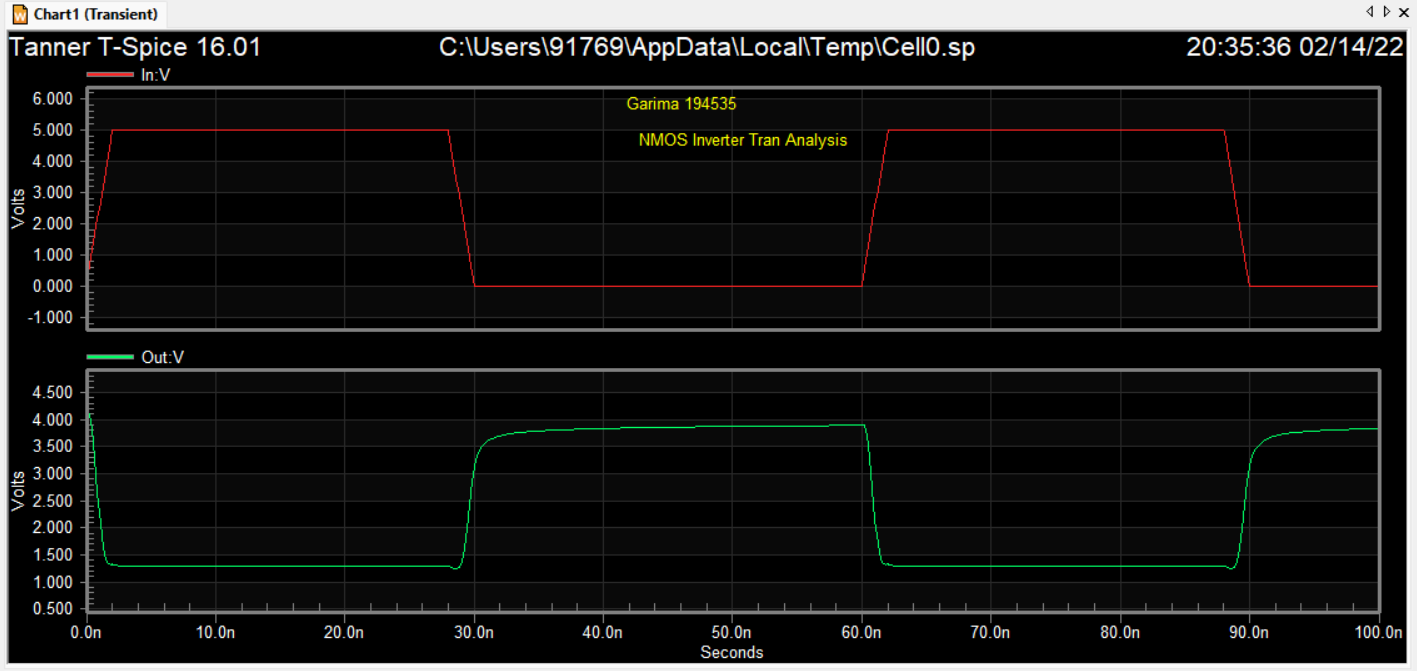 Chart1 (Transient)
Tanner T-Spice 16.01 C:\Users\91769\AppData\Local\Temp\Cell0.sp 20:35:36 02/14/22
In:V
Garima 194535
NMOS Inverter Tran Analysis
Volts
6.000
5.000
4.000
3.000
2.000
1.000
0.000
-1.000
Out:V
Volts
4.500
4.000
3.500
3.000
2.500
2.000
1.500
1.000
0.500
0.0n 10.0n 20.0n 30.0n 40.0n 50.0n 60.0n 70.0n 80.0n 90.0n 100.0n
Seconds